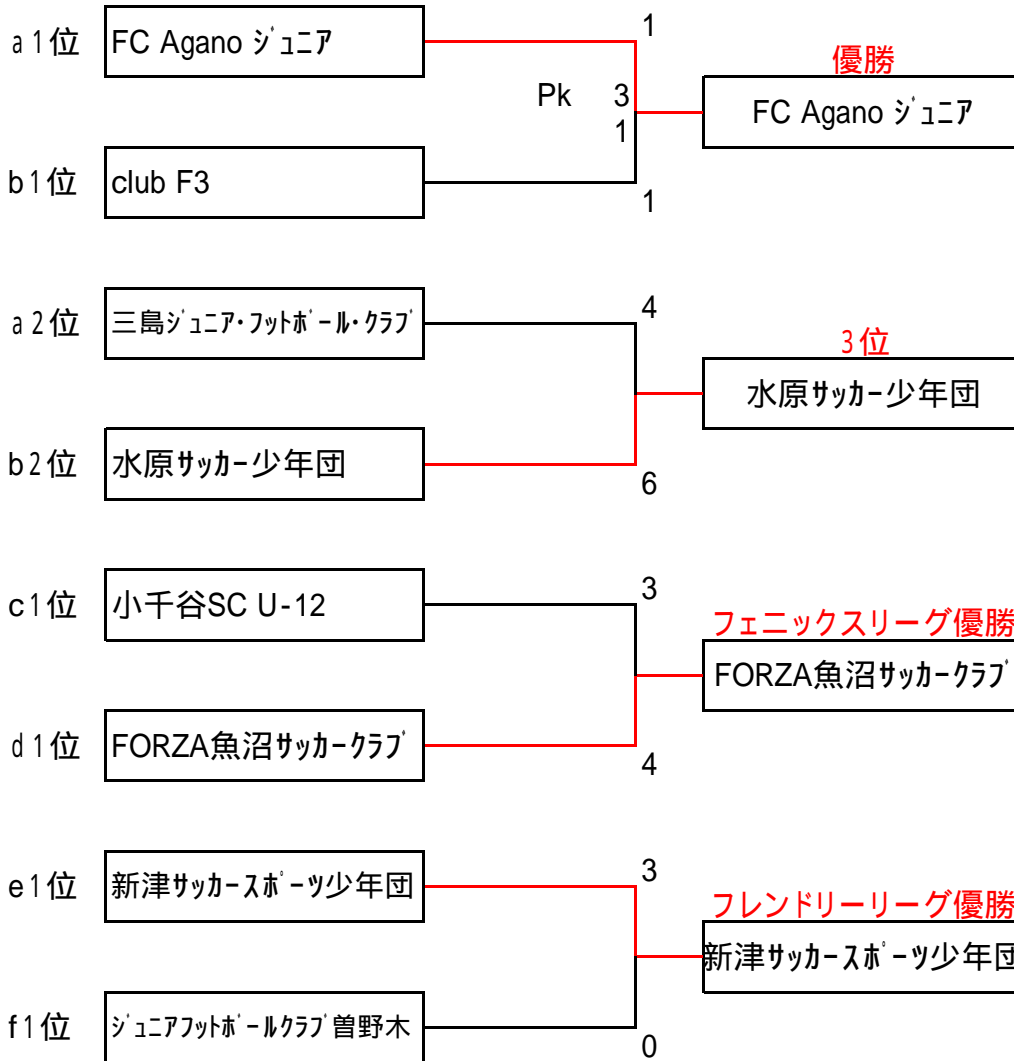 a1位 FC Agano ｼﾞｭﾆｱ 1
優勝
Pk 3
FC Agano ｼﾞｭﾆｱ
1
b1位 club F3
1
a2位 三島ｼﾞｭﾆｱ・ﾌｯﾄﾎﾞｰﾙ・ｸﾗﾌﾞ 4
3位
水原ｻｯｶｰ少年団
b2位 水原ｻｯｶｰ少年団
6
c1位 小千谷SC U-12 3
フェニックスリーグ優勝
FORZA魚沼ｻｯｶｰｸﾗﾌﾞ
d1位 FORZA魚沼ｻｯｶｰｸﾗﾌﾞ
4
e1位 新津ｻｯｶｰｽﾎﾟｰﾂ少年団 3
フレンドリーリーグ優勝
新津ｻｯｶｰｽﾎﾟｰﾂ少年団
f1位 ｼﾞｭﾆｱﾌｯﾄﾎﾞｰﾙｸﾗﾌﾞ曽野木
0